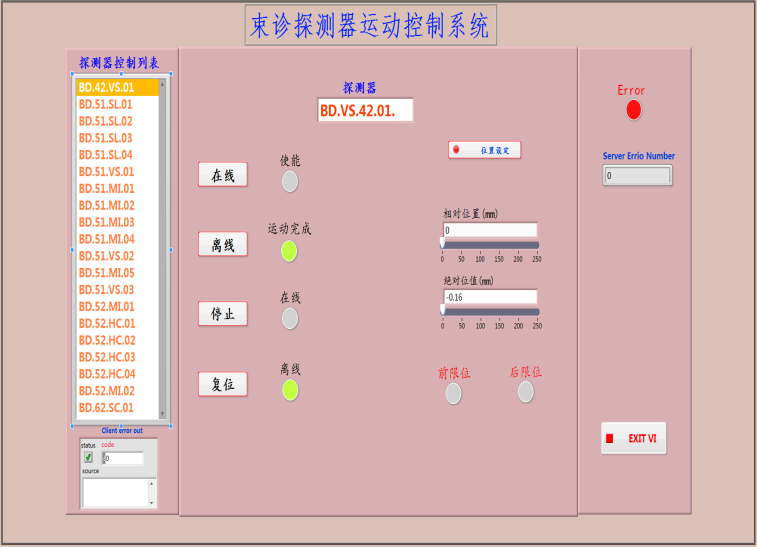 束诊探测器运动控制系统
探测器控制列表
BD.42.VS.01
BD.51.SL.01
BD.51.SL.02
BD.51.SL.03
BD.51.SL.04
BD.51.VS.01
BD.51.MI.01
BD.51.MI.02
BD.51.MI.03
BD.51.MI.04
BD.51.VS.02
BD.51.MI.05
BD.51.VS.03
BD.52.MI.01
BD.52.HC.01
BD.52.HC.02
BD.52.HC.03
BD.52.HC.04
BD.52.MI.02
BD.62.SC.01
Client error out
status code
0
source
探测器
BD.VS.42.01.
位置设定
使能
在线
运动完成
离线
在线
停止
离线
复位
相对位置(mm)
0
0 50 100 150 200 250
绝对位值(mm)
-0.16
0 50 100 150 200 250
前限位 后限位
Error
Server Errio Number
0
EXIT VI